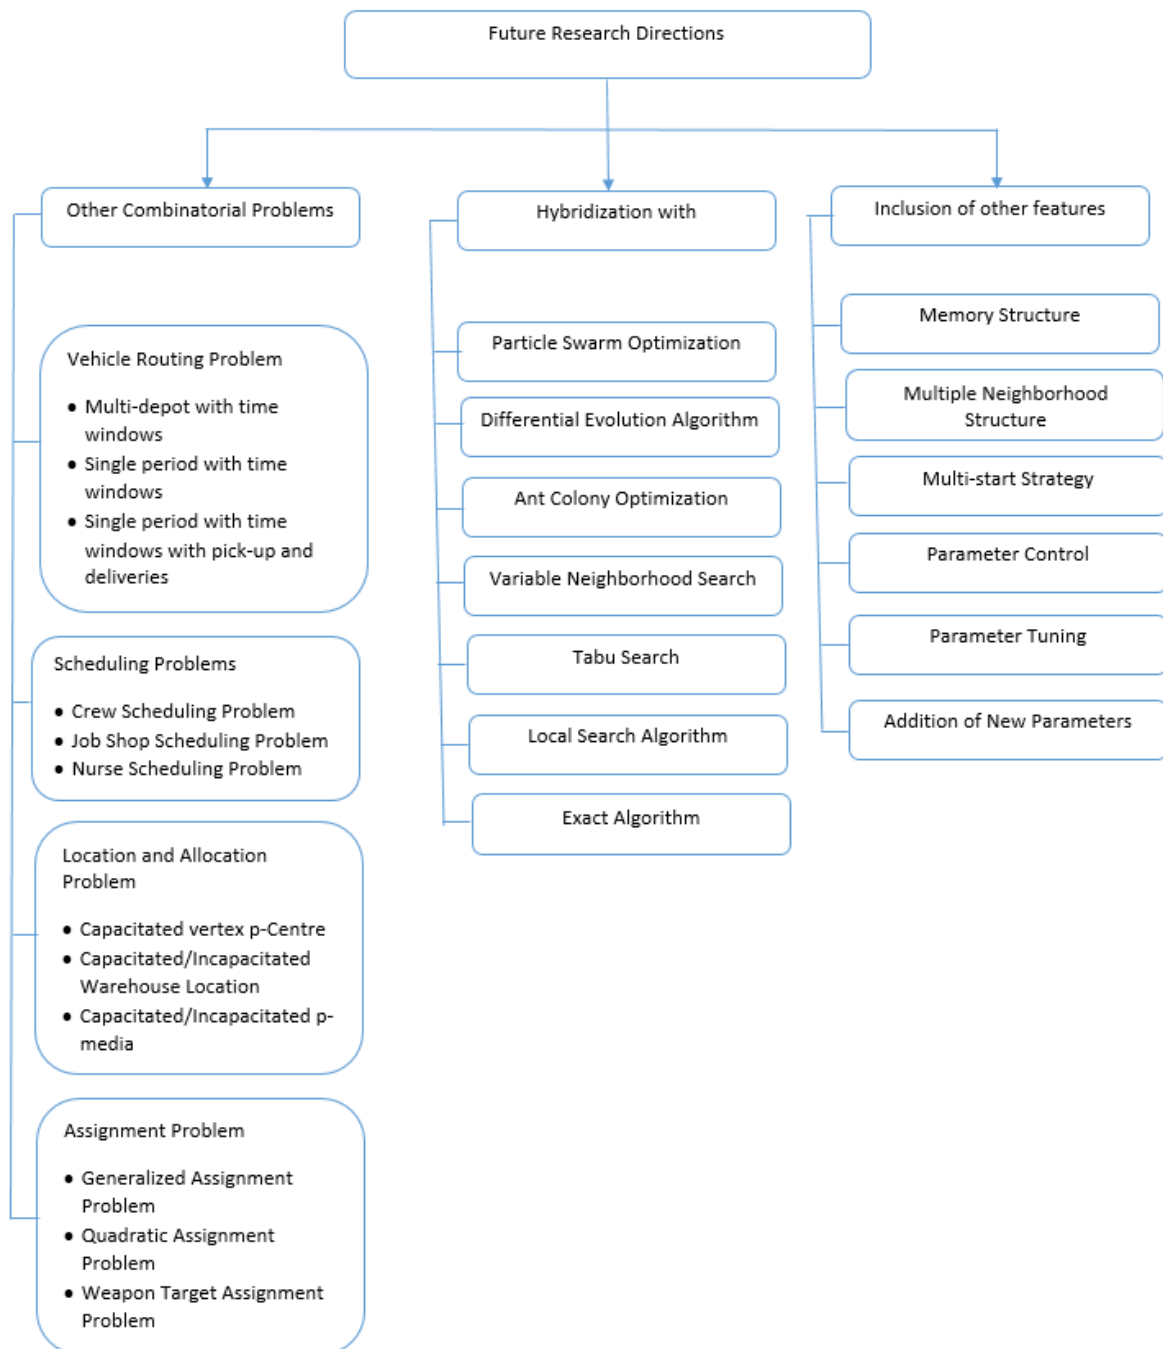 Future Research Directions
Other Combinatorial Problems
Vehicle Routing Problem
• Multi-depot with time
windows
• Single period with time
windows
• Single period with time
windows with pick-up and
deliveries
Scheduling Problems
• Crew Scheduling Problem
• Job Shop Scheduling Problem
• Nurse Scheduling Problem
Location and Allocation
Problem
• Capacitated vertex p-Centre
• Capacitated/Incapacitated
Warehouse Location
• Capacitated/Incapacitated p-
media
Assignment Problem
• Generalized Assignment
Problem
• Quadratic Assignment
Problem
• Weapon Target Assignment
Problem
Hybridization with
Particle Swarm Optimization
Differential Evolution Algorithm
Ant Colony Optimization
Variable Neighborhood Search
Tabu Search
Local Search Algorithm
Exact Algorithm
Inclusion of other features
Memory Structure
Multiple Neighborhood
Structure
Multi-start Strategy
Parameter Control
Parameter Tuning
Addition of New Parameters